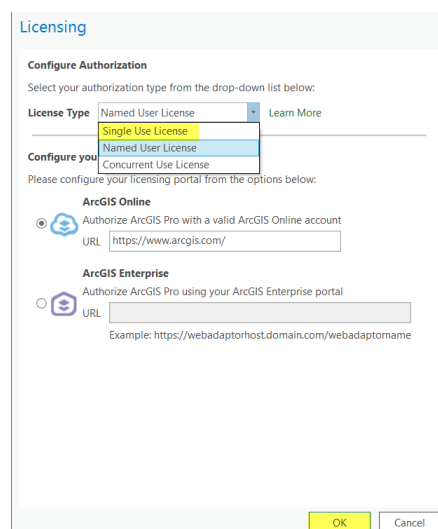 Licensing
Configure Authorization
Select your authorization type from the drop-down list below:
License Type Named User License Learn More
Single Use License
Named User License
Configure you
Concurrent Use License
Please configure your licensing portal from the options below:
ArcGIS Online
Authorize ArcGIS Pro with a valid ArcGIS Online account
URL https://www.arcgis.com/
ArcGIS Enterprise
Authorize ArcGIS Pro using your ArcGIS Enterprise portal
URL
Example: https://webadaptorhost.domain.com/webadaptorname
OK Cancel